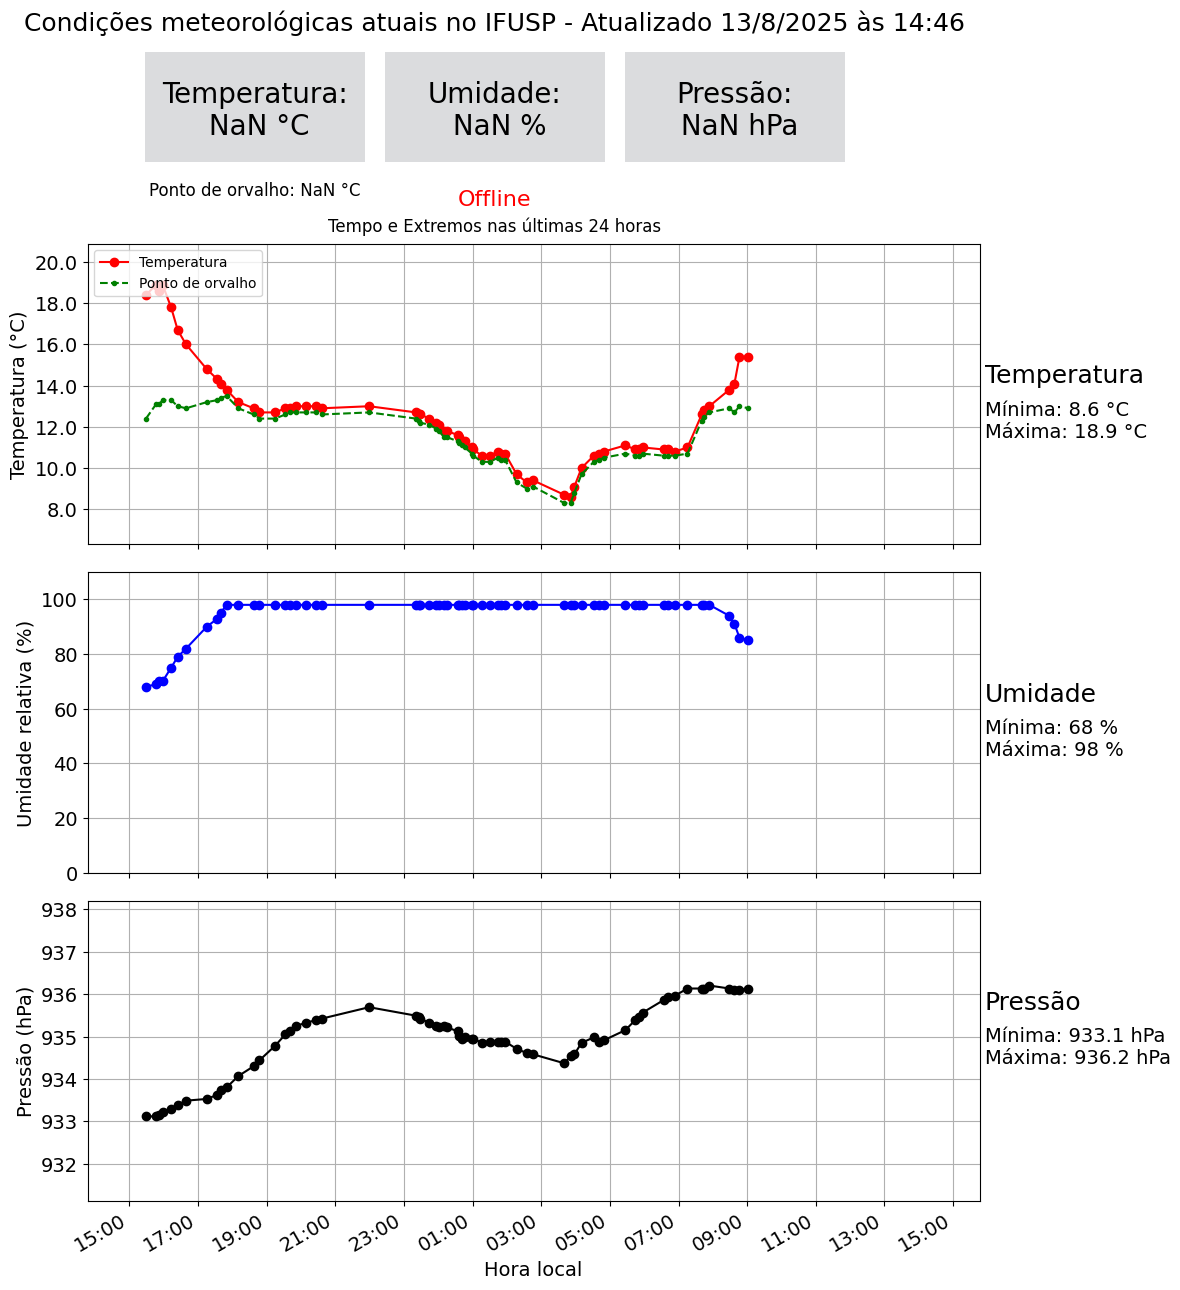 Condições meteorológicas atuais no IFUSP - Atualizado 13/8/2025 às 14:46
Temperatura:
NaN °C
Umidade:
NaN %
Pressão:
NaN hPa
Ponto de orvalho: NaN °C
Offline
Tempo e Extremos nas últimas 24 horas
Temperatura (°C)
20.0
18.0
16.0
14.0
12.0
10.0
8.0
Temperatura
Ponto de orvalho
Temperatura
Mínima: 8.6 °C
Máxima: 18.9 °C
Umidade relativa (%)
100
80
60
40
20
0
Umidade
Mínima: 68 %
Máxima: 98 %
Pressão (hPa)
938
937
936
935
934
933
932
Pressão
Mínima: 933.1 hPa
Máxima: 936.2 hPa
15:00
17:00
19:00
21:00
23:00
01:00
03:00
05:00
07:00
09:00
11:00
13:00
15:00
Hora local